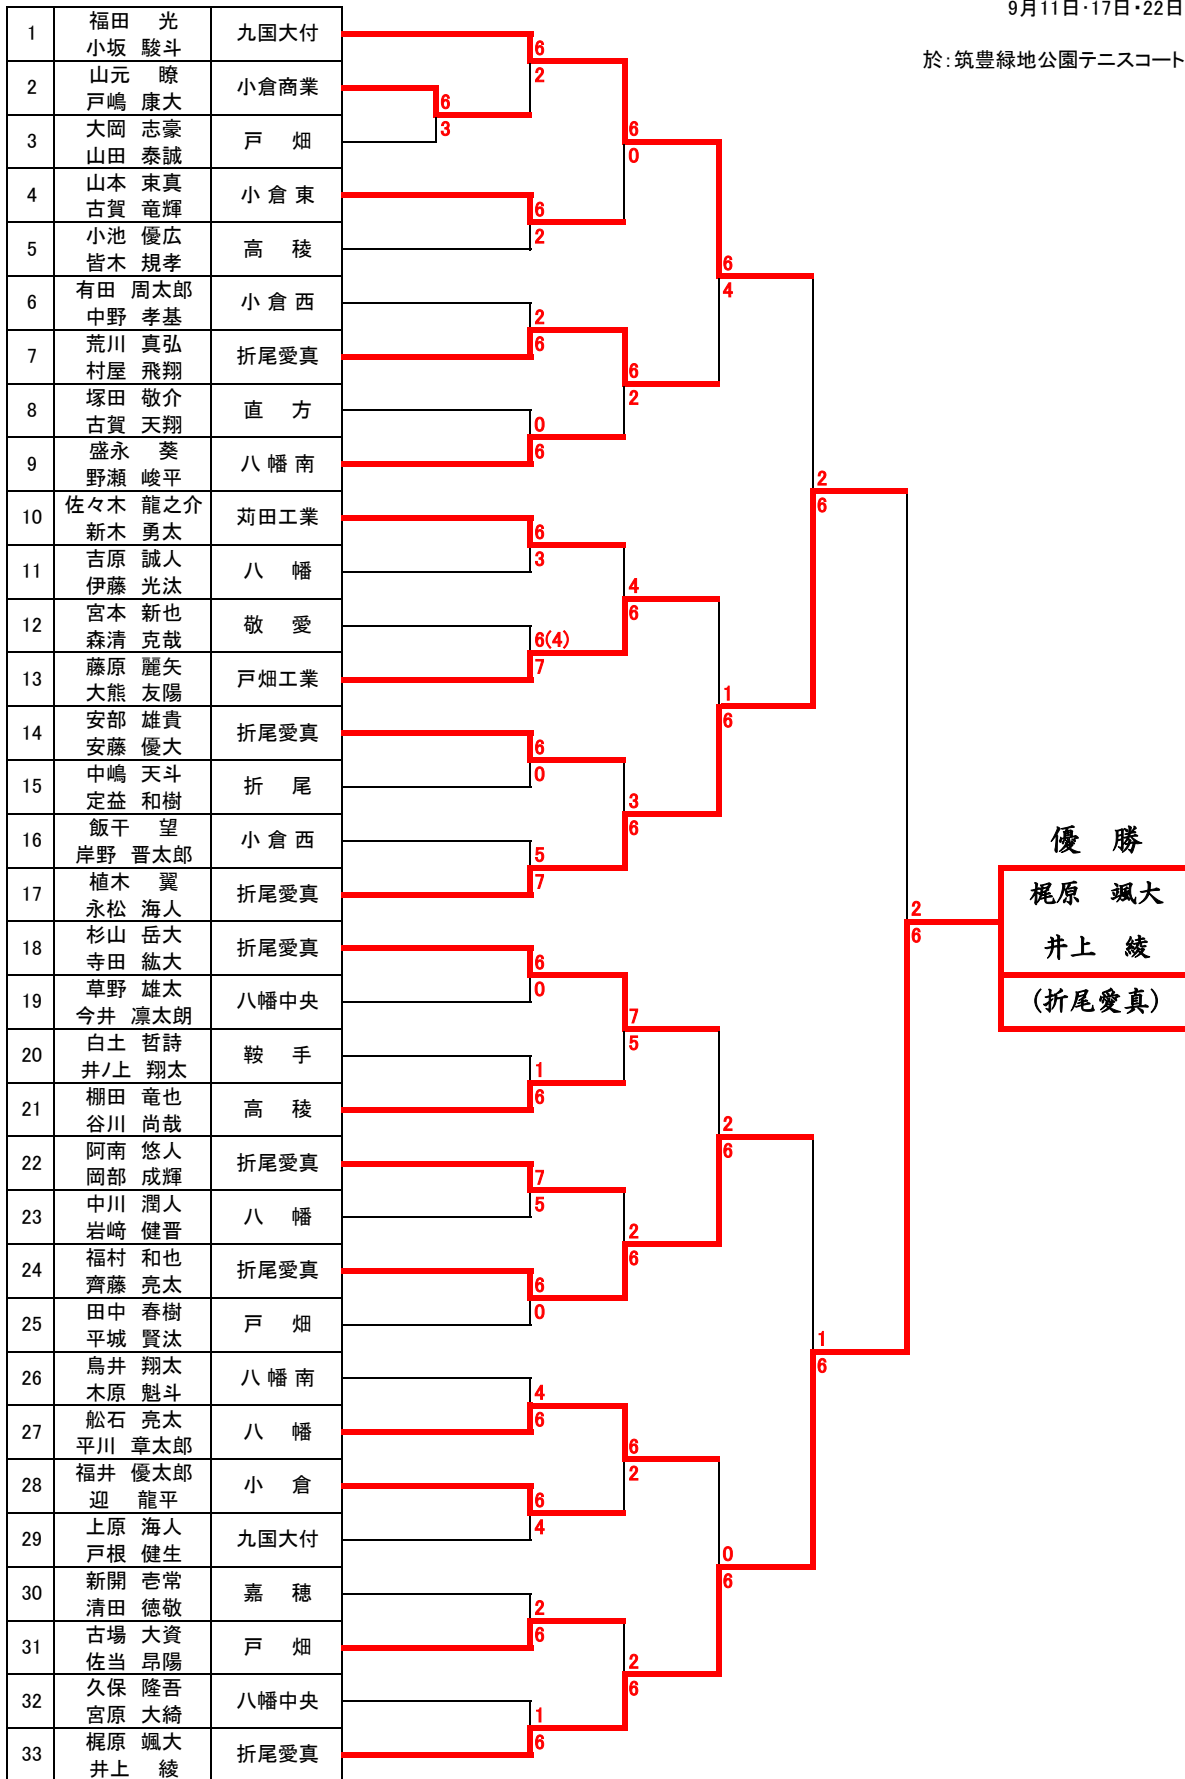 9月11日・17日・22日
於:筑豊緑地公園テニスコート
1 福田 光 小坂 駿斗 九国大付
2 山元 瞭 戸嶋 康大 小倉商業
3 大岡 志豪 山田 泰誠 戸 畑
4 山本 束真 古賀 竜輝 小 倉 東
5 小池 優広 皆木 規孝 高 稜
6 有田 周太郎 中野 孝基 小 倉 西
7 荒川 真弘 村屋 飛翔 折尾愛真
8 塚田 敬介 古賀 天翔 直 方
9 盛永 葵 野瀬 峻平 八 幡 南
10 佐々木 龍之介 新木 勇太 苅田工業
11 吉原 誠人 伊藤 光汰 八 幡
12 宮本 新也 森清 克哉 敬 愛
13 藤原 麗矢 大熊 友陽 戸畑工業
14 安部 雄貴 安藤 優大 折尾愛真
15 中嶋 天斗 定益 和樹 折 尾
16 飯干 望 岸野 晋太郎 小 倉 西
17 植木 翼 永松 海人 折尾愛真
18 杉山 岳大 寺田 紘大 折尾愛真
19 草野 雄太 今井 凛太朗 八幡中央
20 白土 哲詩 井ノ上 翔太 鞍 手
21 棚田 竜也 谷川 尚哉 高 稜
22 阿南 悠人 岡部 成輝 折尾愛真
23 中川 潤人 岩﨑 健晋 八 幡
24 福村 和也 齊藤 亮太 折尾愛真
25 田中 春樹 平城 賢汰 戸 畑
26 鳥井 翔太 木原 魁斗 八 幡 南
27 舩石 亮太 平川 章太郎 八 幡
28 福井 優太郎 迎 龍平 小 倉
29 上原 海人 戸根 健生 九国大付
30 新開 壱常 清田 徳敬 嘉 穂
31 古場 大資 佐当 昂陽 戸 畑
32 久保 隆吾 宮原 大綺 八幡中央
33 梶原 颯大 井上 綾 折尾愛真
6
3
6
2
6
2
2
6
0
6
6
3
6(4)
7
6
0
5
7
6
0
1
6
7
5
6
0
4
6
6
4
2
6
1
6
6
0
6
2
4
6
3
6
7
5
2
6
6
2
2
6
6
4
1
6
2
6
0
6
2
6
1
6
2
6
優 勝
梶原 颯大
井上 綾
(折尾愛真)